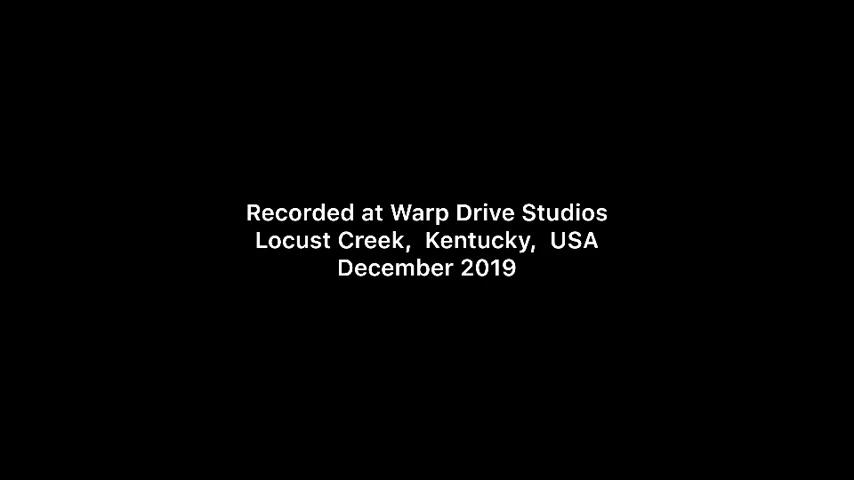 Recorded at Warp Drive Studios
Locust Creek,  Kentucky,  USA
December 2019